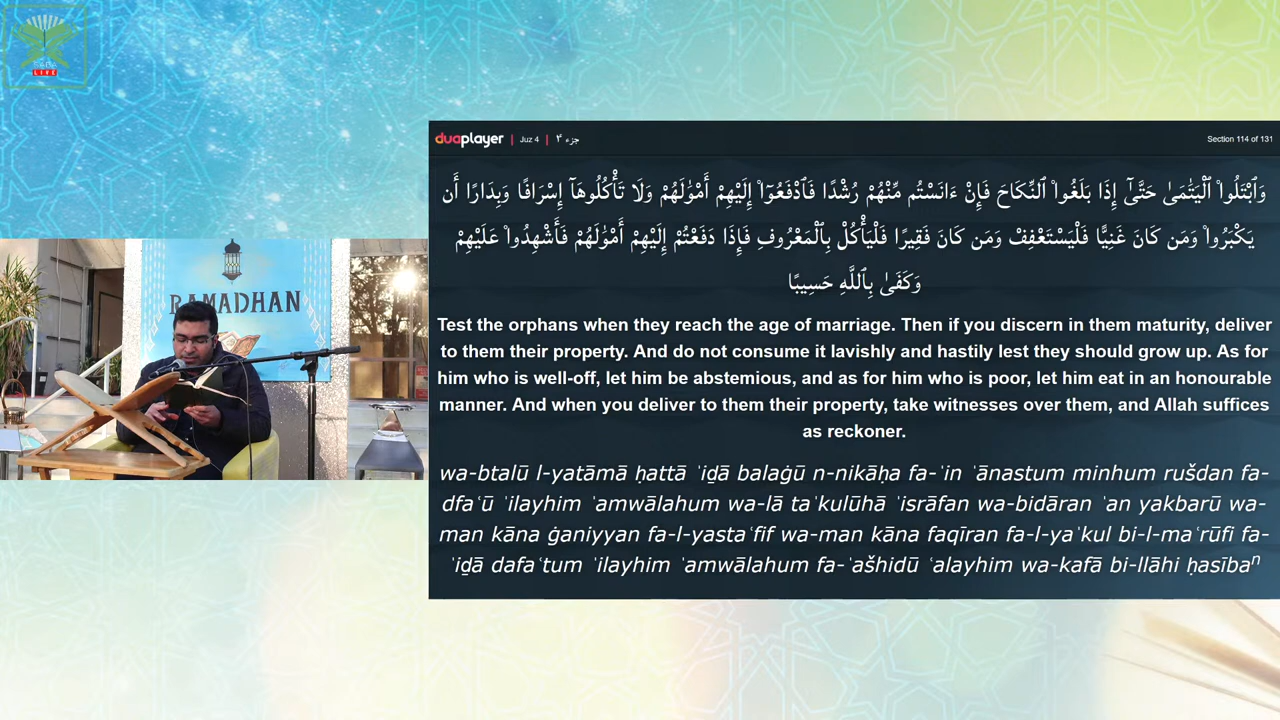 LIVE
RAMADHAN
duaplayer | Juz 4 | جزء ٤
Section 114 of 131
وَٱبْتَلُوا۟ ٱلْيَتَٰمَىٰ حَتَّىٰٓ إِذَا بَلَغُوا۟ ٱلنِّكَاحَ فَإِنْ ءَانَسْتُم مِّنْهُمْ رُشْدًا فَٱدْفَعُوٓا۟ إِلَيْهِمْ أَمْوَٰلَهُمْ وَلَا تَأْكُلُوهَآ إِسْرَافًا وَبِدَارًا أَن
يَكْبَرُوا۟ وَمَن كَانَ غَنِيًّا فَلْيَسْتَعْفِفْ وَمَن كَانَ فَقِيرًا فَلْيَأْكُلْ بِٱلْمَعْرُوفِ فَإِذَا دَفَعْتُمْ إِلَيْهِمْ أَمْوَٰلَهُمْ فَأَشْهِدُوا۟ عَلَيْهِمْ
وَكَفَىٰ بِٱللَّهِ حَسِيبًا
Test the orphans when they reach the age of marriage. Then if you discern in them maturity, deliver
to them their property. And do not consume it lavishly and hastily lest they should grow up. As for
him who is well-off, let him be abstemious, and as for him who is poor, let him eat in an honourable
manner. And when you deliver to them their property, take witnesses over them, and Allah suffices
as reckoner.
wa-btalū l-yatāmā ḥattā ʾiḏā balaġū n-nikāḥa fa-ʾin ʾānastum minhum rušdan fa-
dfaʿū ʾilayhim ʾamwālahum wa-lā taʾkulūhā ʾisrāfan wa-bidāran ʾan yakbarū wa-
man kāna ġaniyyan fa-l-yastaʿfif wa-man kāna faqīran fa-l-yaʾkul bi-l-maʿrūfi fa-
ʾiḏā dafaʿtum ʾilayhim ʾamwālahum fa-ʾašhidū ʿalayhim wa-kafā bi-llāhi ḥasībaⁿ